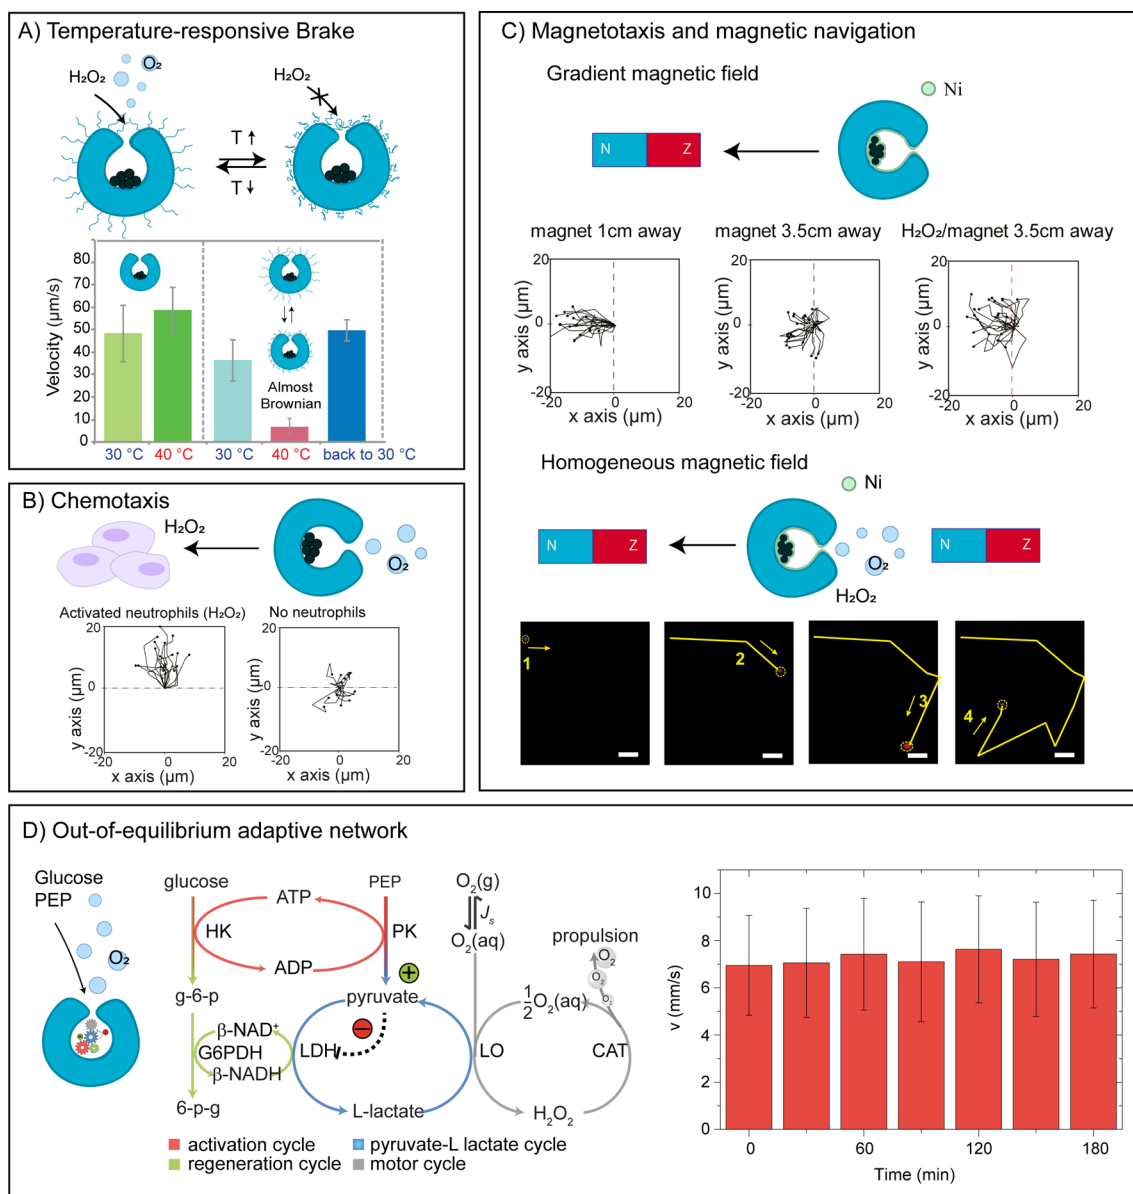 A) Temperature-responsive Brake
O₂
H₂O₂
H₂O₂
T ↑
T ↓
Velocity (µm/s)
80
70
60
50
40
30
20
10
0
Almost
Brownian
30 °C 40 °C 30 °C 40 °C back to 30 °C
B) Chemotaxis
H₂O₂
O₂
Activated neutrophils (H₂O₂) No neutrophils
y axis (µm)
20
0
-20
20
x axis (µm)
y axis (µm)
20
0
-20
20
x axis (µm)
C) Magnetotaxis and magnetic navigation
Gradient magnetic field
Ni
N Z
magnet 1cm away magnet 3.5cm away H₂O₂/magnet 3.5cm away
y axis (µm)
20
0
-20
0
20
x axis (µm)
y axis (µm)
20
0
-20
0
20
x axis (µm)
y axis (µm)
20
0
-20
0
20
x axis (µm)
Homogeneous magnetic field
Ni
N Z
O₂
H₂O₂
N Z
1
2
3
4
D) Out-of-equilibrium adaptive network
Glucose
PEP
O₂
glucose
ATP
PEP
HK
PK
ADP
g-6-p
+
pyruvate
−
β-NAD⁺
G6PDH
β-NADH
LDH
6-p-g
L-lactate
O₂(g)
Jₛ
O₂(aq)
propulsion
O₂
O₂
O₂
½O₂(aq)
LO
CAT
H₂O₂
activation cycle
pyruvate-L lactate cycle
regeneration cycle
motor cycle
v (mm/s)
10
8
6
4
2
0
0 60 120 180
Time (min)